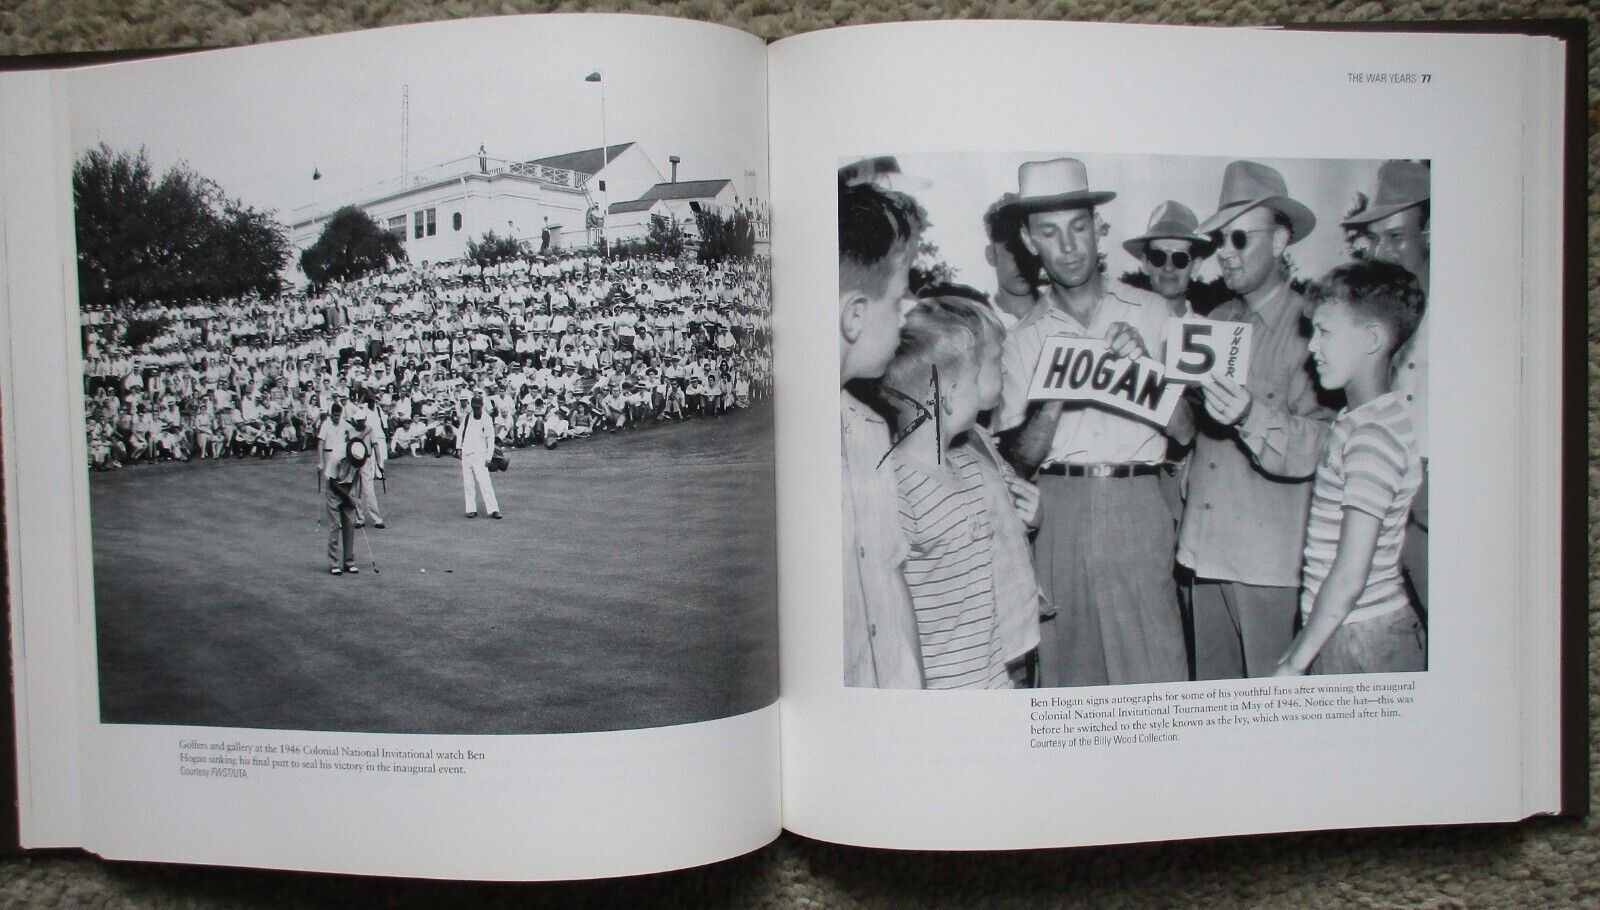 Golfers and gallery at the 1946 Colonial National Invitational watch Ben
Hogan sinking his final putt to seal his victory in the inaugural event.
Courtesy FWST/UTA
THE WAR YEARS 77
HOGAN
5
UNDER
Ben Hogan signs autographs for some of his youthful fans after winning the inaugural
Colonial National Invitational Tournament in May of 1946. Notice the hat—this was
before he switched to the style known as the Ivy, which was soon named after him.
Courtesy of the Billy Wood Collection.